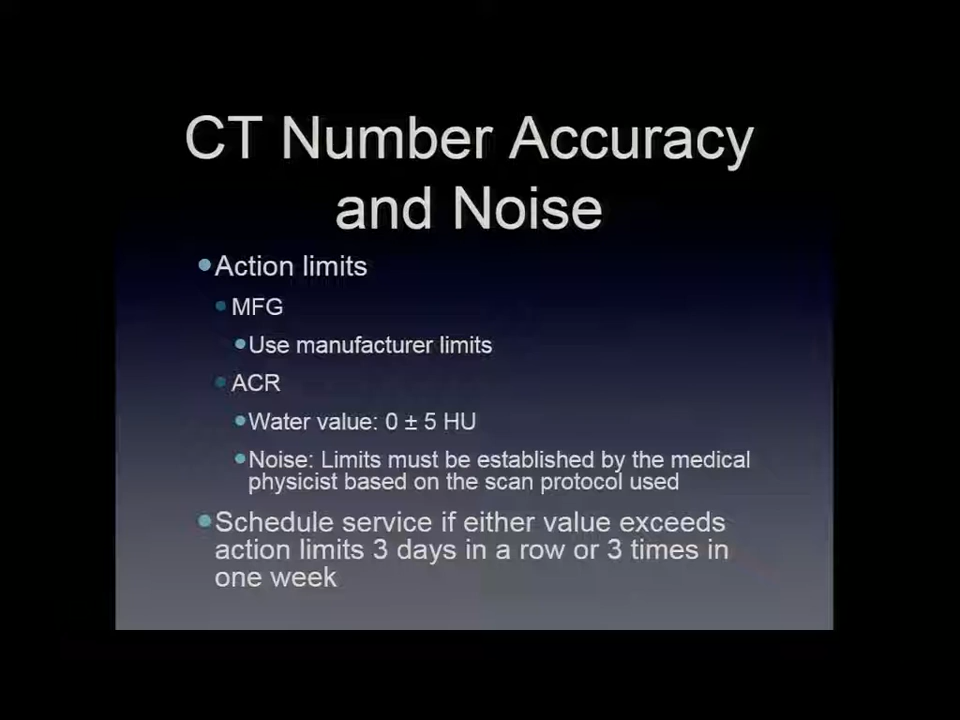 CT Number Accuracy
and Noise
•Action limits
•MFG
•Use manufacturer limits
•ACR
•Water value: 0 ± 5 HU
•Noise: Limits must be established by the medical
physicist based on the scan protocol used
•Schedule service if either value exceeds
action limits 3 days in a row or 3 times in
one week